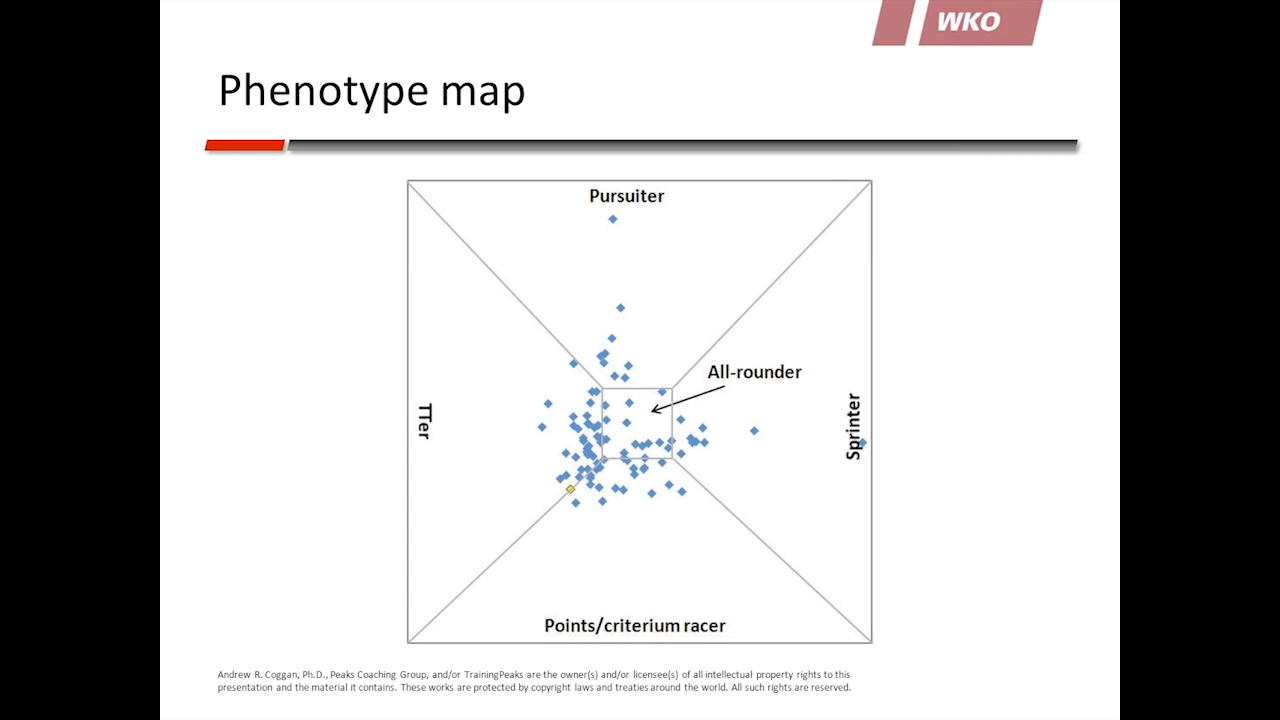 WKO
Phenotype map
Pursuiter
All-rounder
TTer
Sprinter
Points/criterium racer
Andrew R. Coggan, Ph.D., Peaks Coaching Group, and/or TrainingPeaks are the owner(s) and/or licensee(s) of all intellectual property rights to this
presentation and the material it contains. These works are protected by copyright laws and treaties around the world. All such rights are reserved.